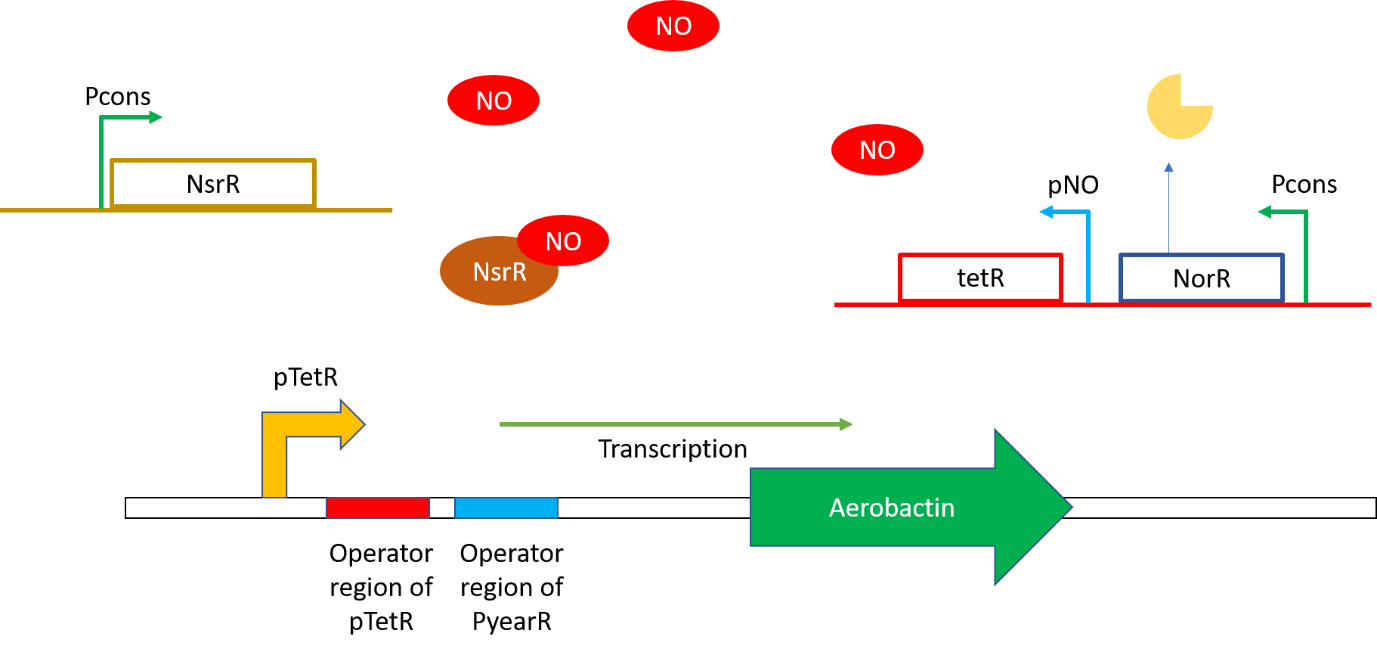 NO
NO
Pcons
NO
NsrR
pNO
Pcons
NO
NsrR
tetR
NorR
pTetR
Transcription
Aerobactin
Operator
region of
pTetR
Operator
region of
PyearR